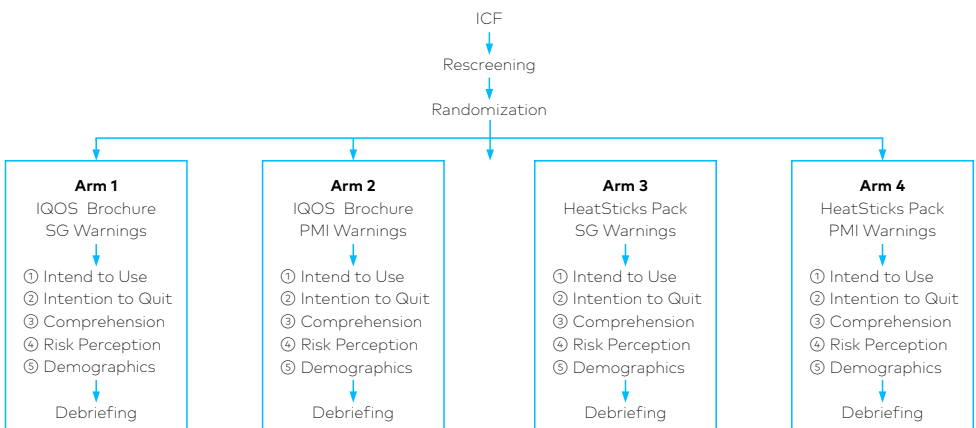 ICF
Rescreening
Randomization
Arm 1
IQOS Brochure
SG Warnings
① Intend to Use
② Intention to Quit
③ Comprehension
④ Risk Perception
⑤ Demographics
Debriefing
Arm 2
IQOS Brochure
PMI Warnings
① Intend to Use
② Intention to Quit
③ Comprehension
④ Risk Perception
⑤ Demographics
Debriefing
Arm 3
HeatSticks Pack
SG Warnings
① Intend to Use
② Intention to Quit
③ Comprehension
④ Risk Perception
⑤ Demographics
Debriefing
Arm 4
HeatSticks Pack
PMI Warnings
① Intend to Use
② Intention to Quit
③ Comprehension
④ Risk Perception
⑤ Demographics
Debriefing